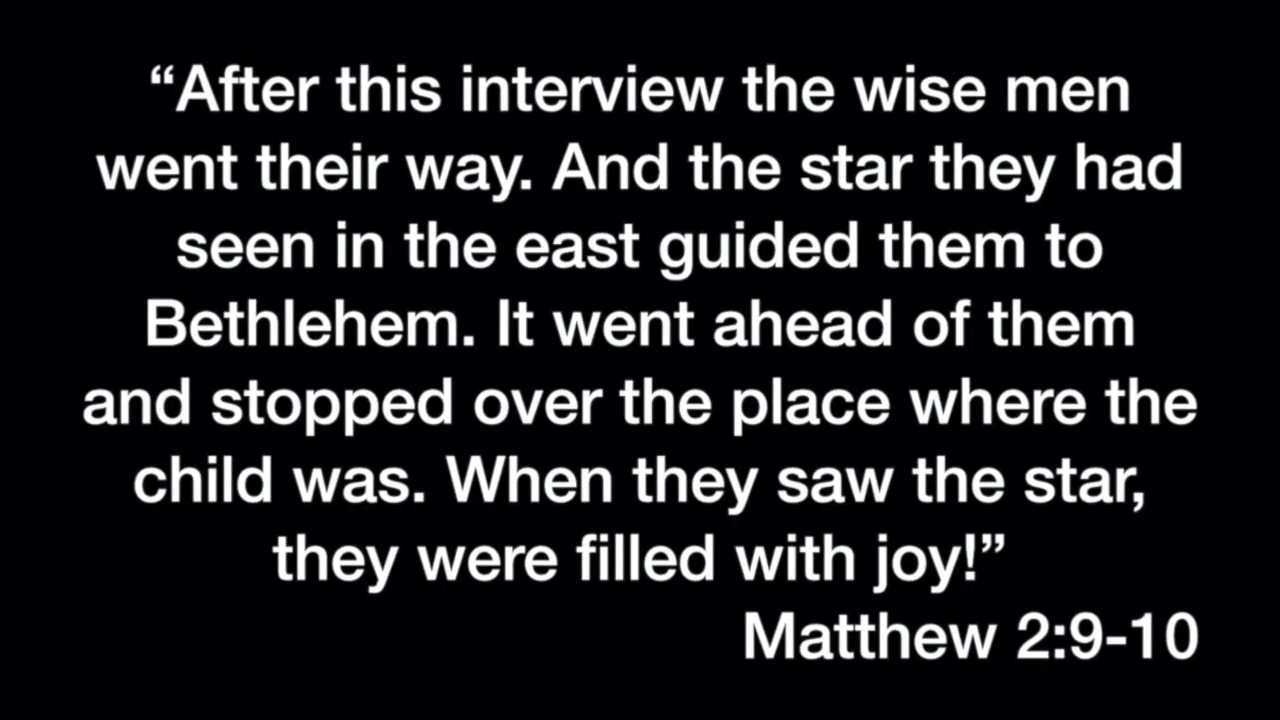 “After this interview the wise men
went their way. And the star they had
seen in the east guided them to
Bethlehem. It went ahead of them
and stopped over the place where the
child was. When they saw the star,
they were filled with joy!”
Matthew 2:9-10